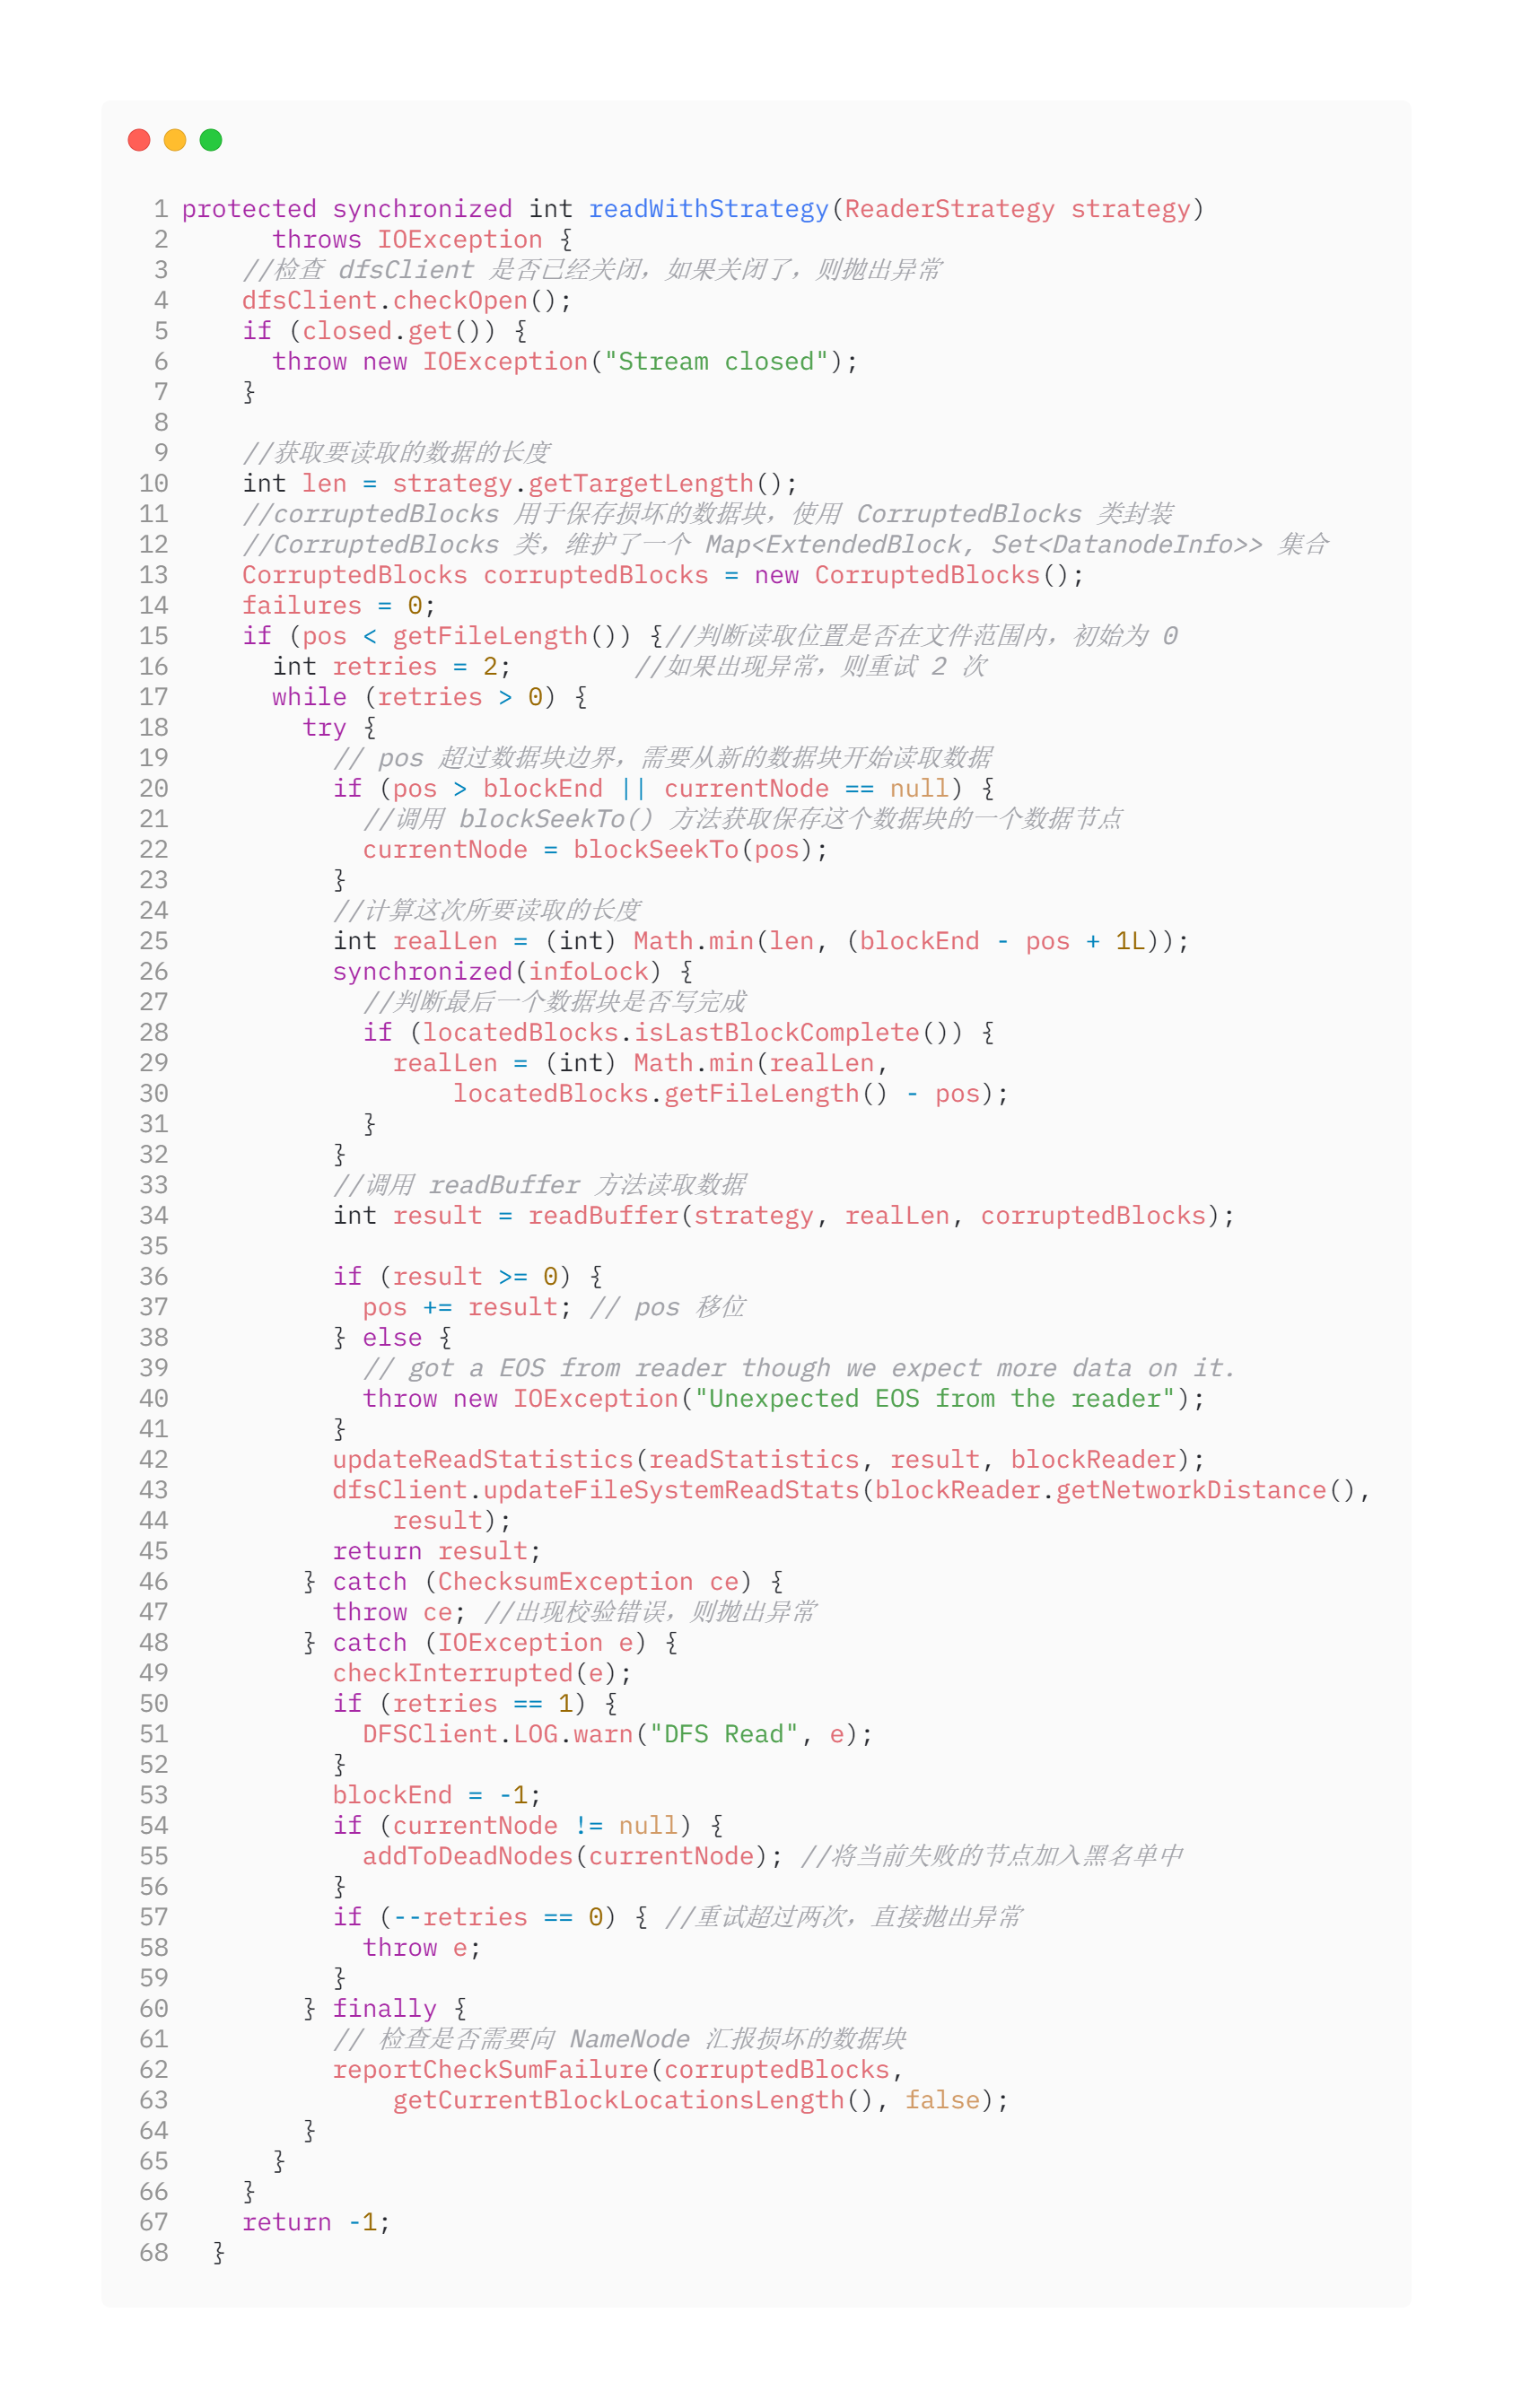 1 protected synchronized int readWithStrategy(ReaderStrategy strategy)
2       throws IOException {
3     //检查 dfsClient 是否已经关闭，如果关闭了，则抛出异常
4     dfsClient.checkOpen();
5     if (closed.get()) {
6       throw new IOException("Stream closed");
7     }
8
9     //获取要读取的数据的长度
10     int len = strategy.getTargetLength();
11     //corruptedBlocks 用于保存损坏的数据块，使用 CorruptedBlocks 类封装
12     //CorruptedBlocks 类，维护了一个 Map<ExtendedBlock, Set<DatanodeInfo>> 集合
13     CorruptedBlocks corruptedBlocks = new CorruptedBlocks();
14     failures = 0;
15     if (pos < getFileLength()) {//判断读取位置是否在文件范围内，初始为 0
16       int retries = 2;        //如果出现异常，则重试 2 次
17       while (retries > 0) {
18         try {
19           // pos 超过数据块边界，需要从新的数据块开始读取数据
20           if (pos > blockEnd || currentNode == null) {
21             //调用 blockSeekTo() 方法获取保存这个数据块的一个数据节点
22             currentNode = blockSeekTo(pos);
23           }
24           //计算这次所要读取的长度
25           int realLen = (int) Math.min(len, (blockEnd - pos + 1L));
26           synchronized(infoLock) {
27             //判断最后一个数据块是否写完成
28             if (locatedBlocks.isLastBlockComplete()) {
29               realLen = (int) Math.min(realLen,
30                   locatedBlocks.getFileLength() - pos);
31             }
32           }
33           //调用 readBuffer 方法读取数据
34           int result = readBuffer(strategy, realLen, corruptedBlocks);
35
36           if (result >= 0) {
37             pos += result; // pos 移位
38           } else {
39             // got a EOS from reader though we expect more data on it.
40             throw new IOException("Unexpected EOS from the reader");
41           }
42           updateReadStatistics(readStatistics, result, blockReader);
43           dfsClient.updateFileSystemReadStats(blockReader.getNetworkDistance(),
44               result);
45           return result;
46         } catch (ChecksumException ce) {
47           throw ce; //出现校验错误，则抛出异常
48         } catch (IOException e) {
49           checkInterrupted(e);
50           if (retries == 1) {
51             DFSClient.LOG.warn("DFS Read", e);
52           }
53           blockEnd = -1;
54           if (currentNode != null) {
55             addToDeadNodes(currentNode); //将当前失败的节点加入黑名单中
56           }
57           if (--retries == 0) { //重试超过两次，直接抛出异常
58             throw e;
59           }
60         } finally {
61           // 检查是否需要向 NameNode 汇报损坏的数据块
62           reportCheckSumFailure(corruptedBlocks,
63               getCurrentBlockLocationsLength(), false);
64         }
65       }
66     }
67     return -1;
68   }